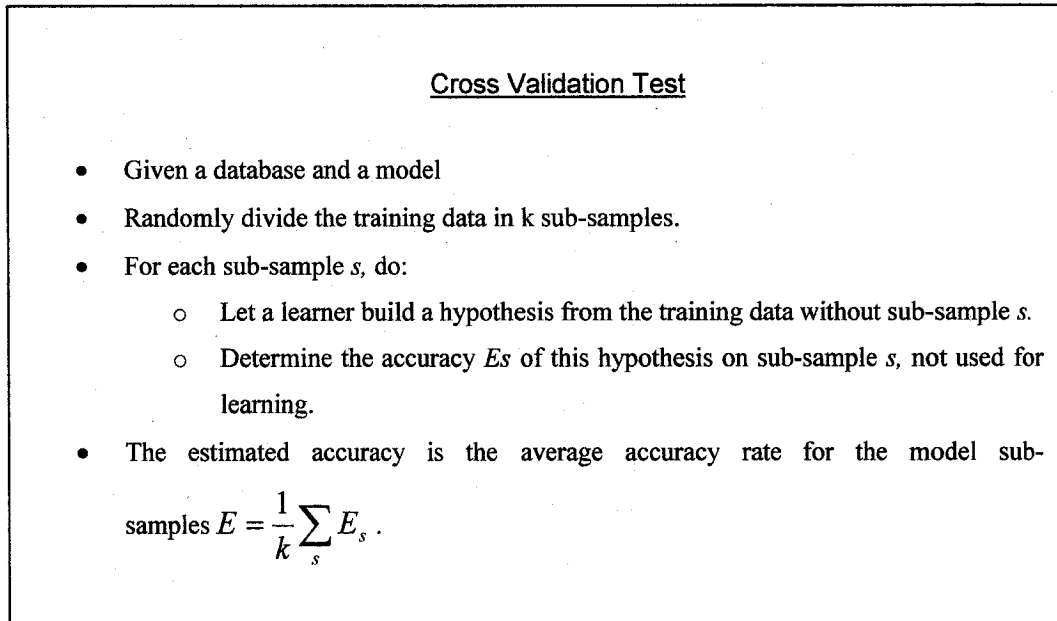 Cross Validation Test
• Given a database and a model
• Randomly divide the training data in k sub-samples.
• For each sub-sample s, do:
o Let a learner build a hypothesis from the training data without sub-sample s.
o Determine the accuracy Es of this hypothesis on sub-sample s, not used for
learning.
• The estimated accuracy is the average accuracy rate for the model sub-
samples E = \frac{1}{k} \sum_{s} E_s .